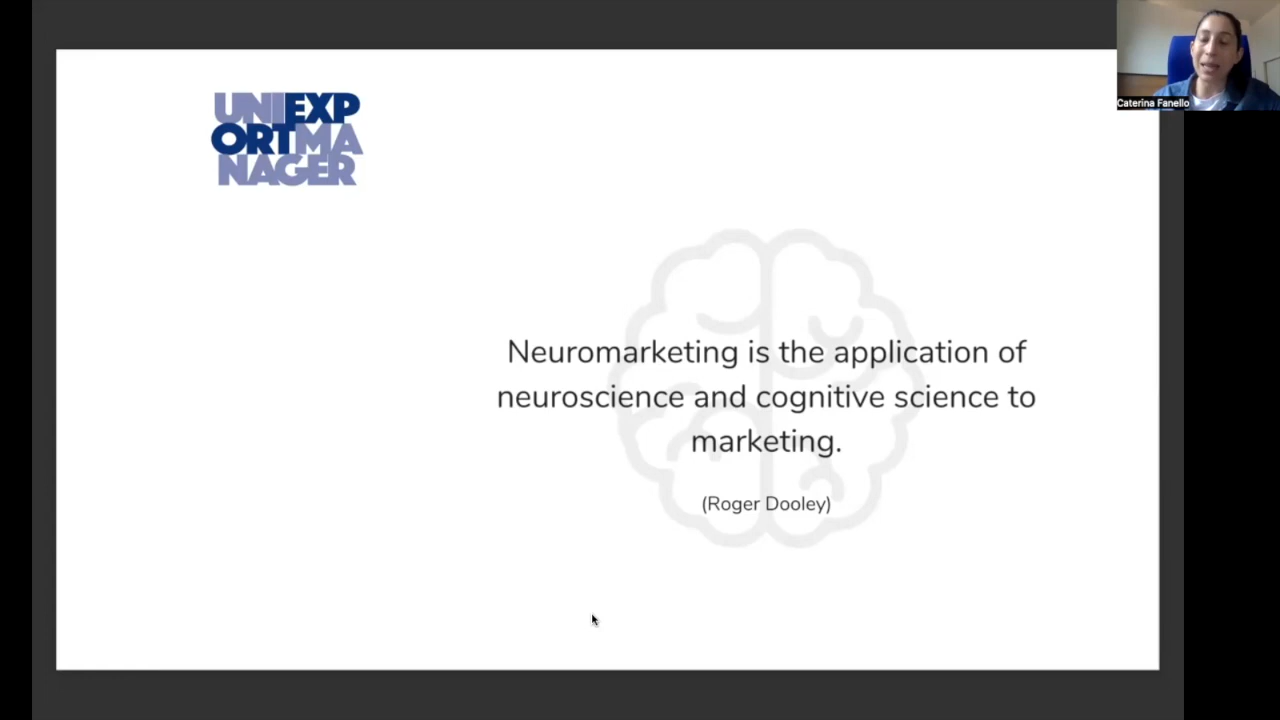 UNIEXP
ORTMA
NAGER
Caterina Fanello
Neuromarketing is the application of
neuroscience and cognitive science to
marketing.
(Roger Dooley)